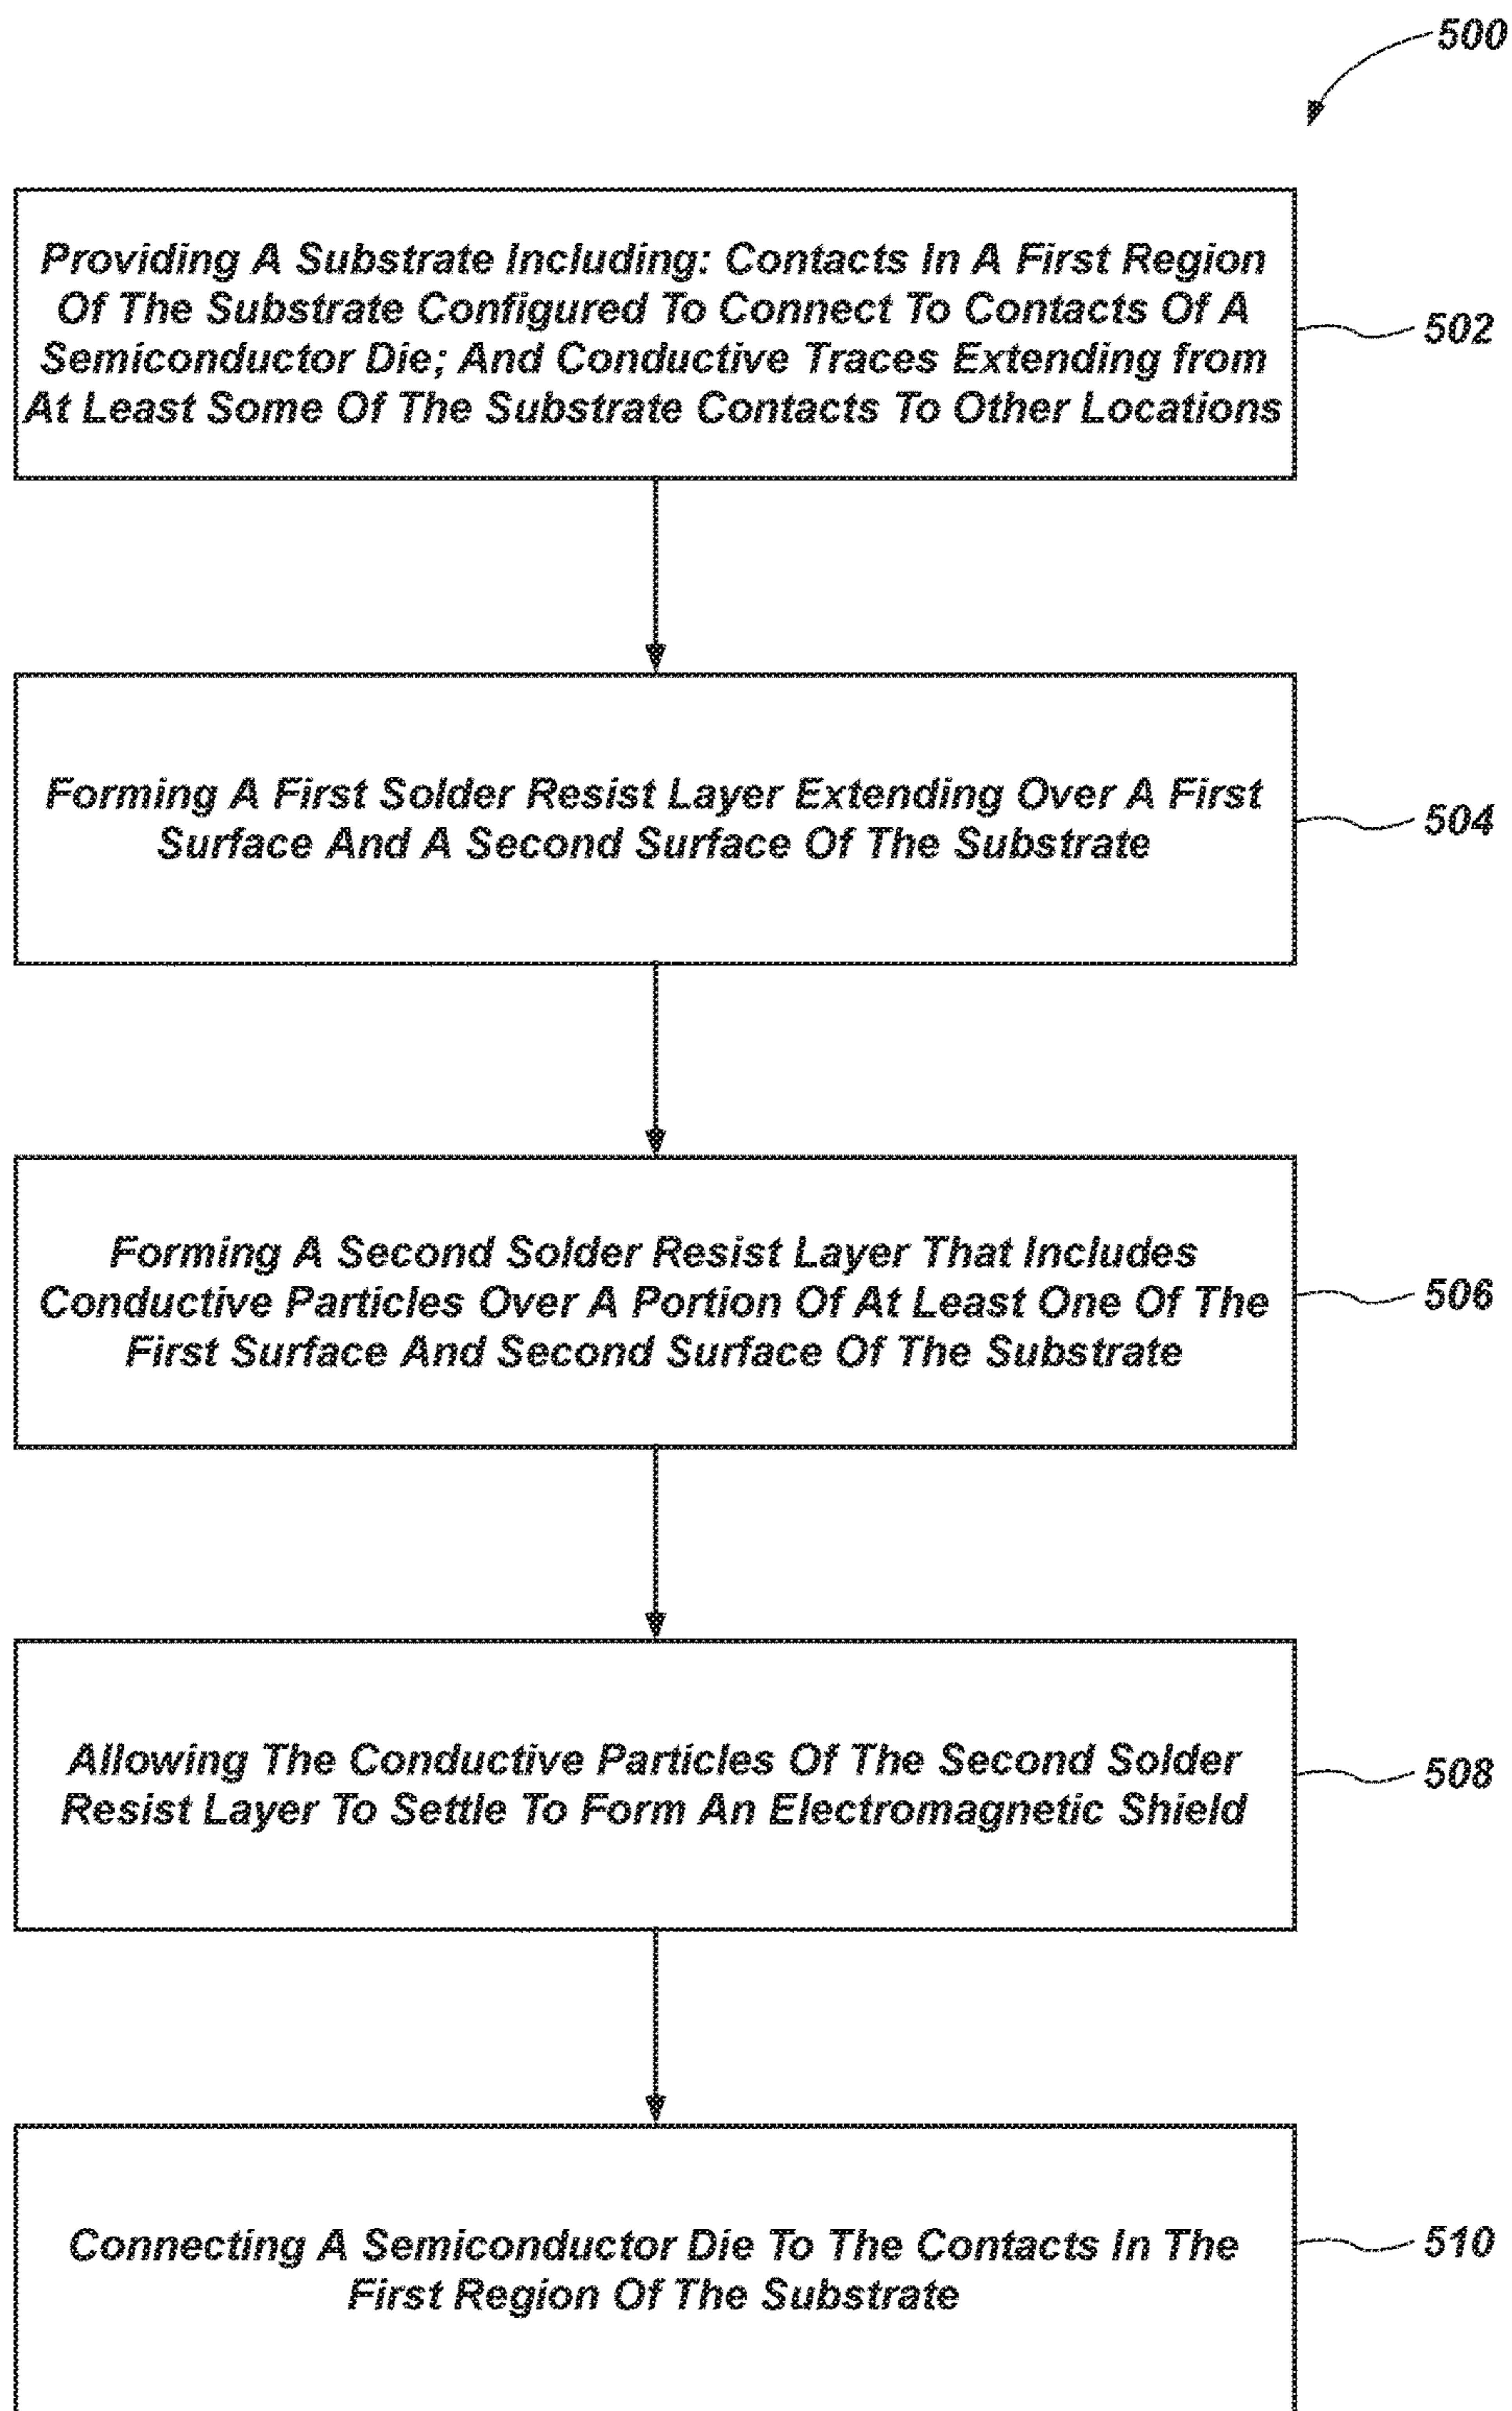 500
Providing A Substrate Including: Contacts In A First Region
Of The Substrate Configured To Connect To Contacts Of A
Semiconductor Die; And Conductive Traces Extending from
At Least Some Of The Substrate Contacts To Other Locations
502
Forming A First Solder Resist Layer Extending Over A First
Surface And A Second Surface Of The Substrate
504
Forming A Second Solder Resist Layer That Includes
Conductive Particles Over A Portion Of At Least One Of The
First Surface And Second Surface Of The Substrate
506
Allowing The Conductive Particles Of The Second Solder
Resist Layer To Settle To Form An Electromagnetic Shield
508
Connecting A Semiconductor Die To The Contacts In The
First Region Of The Substrate
510